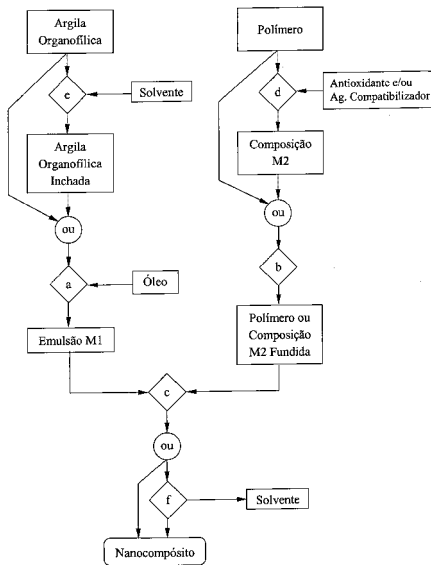 Argila
Organofílica
Polímero
e
Solvente
d
Antioxidante e/ou
Ag. Compatibilizador
Argila
Organofílica
Inchada
Composição
M2
ou
ou
a
Óleo
b
Emulsão M1
Polímero ou
Composição
M2 Fundida
c
ou
f
Solvente
Nanocompósito